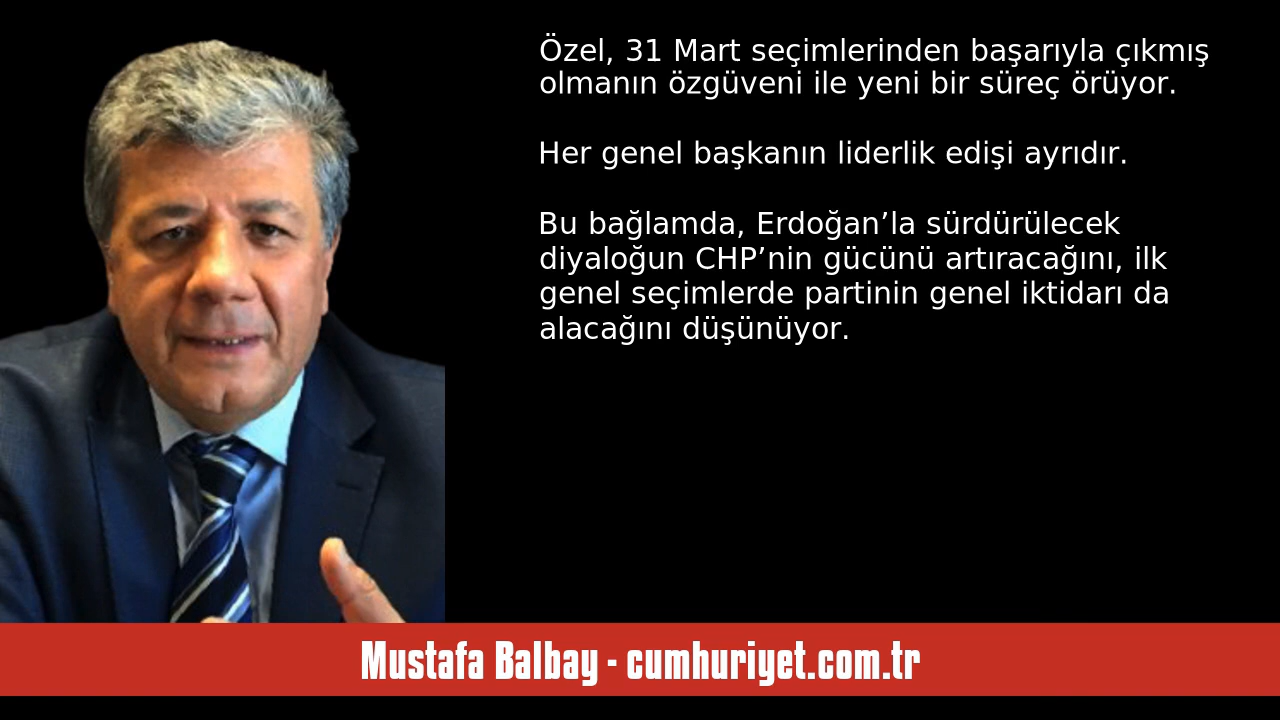 Özel, 31 Mart seçimlerinden başarıyla çıkmış
olmanın özgüveni ile yeni bir süreç örüyor.
Her genel başkanın liderlik edişi ayrıdır.
Bu bağlamda, Erdoğan’la sürdürülecek
diyaloğun CHP’nin gücünü artıracağını, ilk
genel seçimlerde partinin genel iktidarı da
alacağını düşünüyor.
Mustafa Balbay - cumhuriyet.com.tr